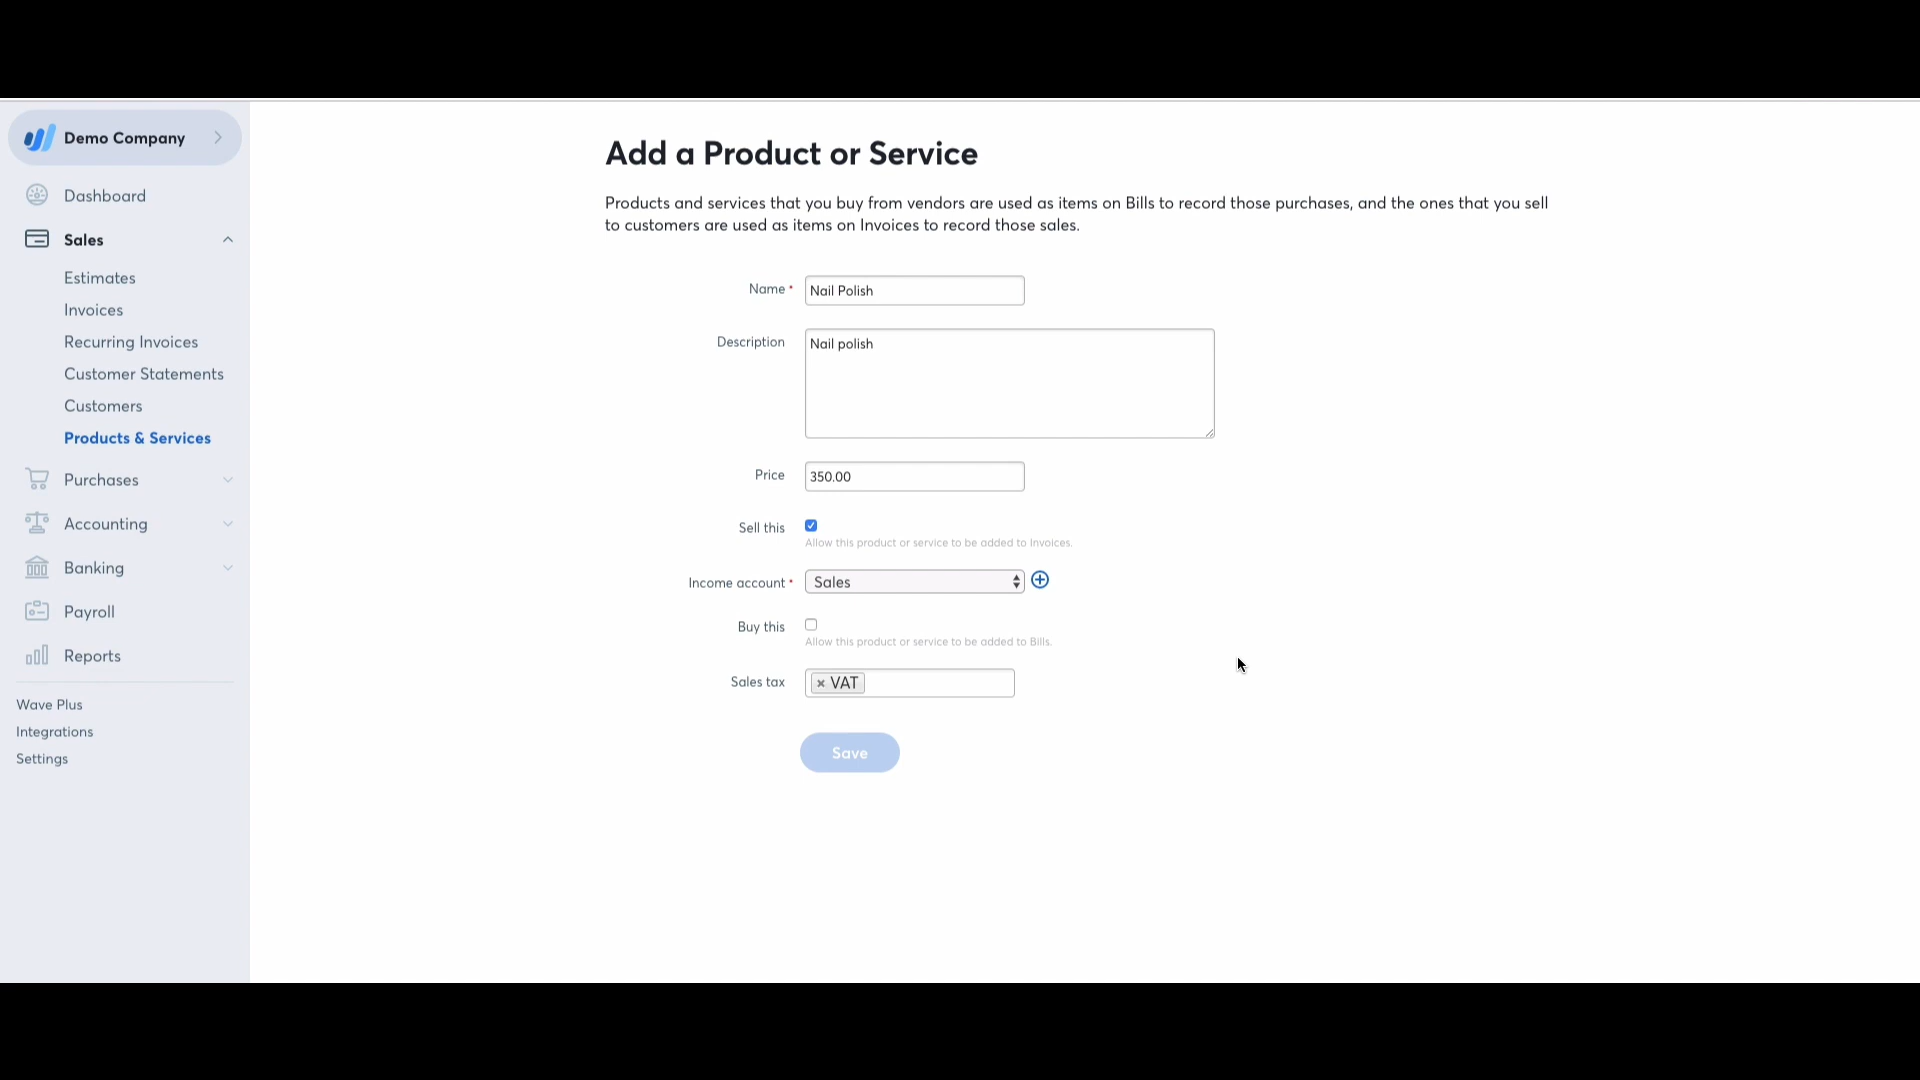 Demo Company
Dashboard
Sales
Estimates
Invoices
Recurring Invoices
Customer Statements
Customers
Products & Services
Purchases
Accounting
Banking
Payroll
Reports
Wave Plus
Integrations
Settings
Add a Product or Service
Products and services that you buy from vendors are used as items on Bills to record those purchases, and the ones that you sell
to customers are used as items on Invoices to record those sales.
Name * Nail Polish
Description Nail polish
Price 350.00
Sell this
Allow this product or service to be added to Invoices.
Income account * Sales
Buy this
Allow this product or service to be added to Bills.
Sales tax × VAT
Save